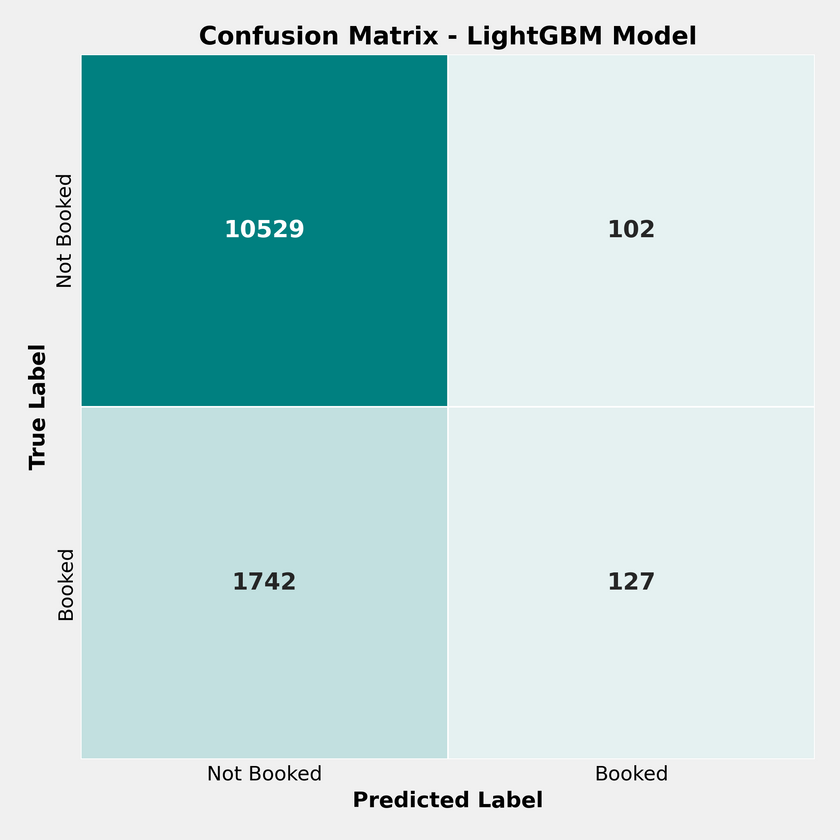 Confusion Matrix - LightGBM Model
True Label
Not Booked
10529
102
Booked
1742
127
Not Booked
Booked
Predicted Label